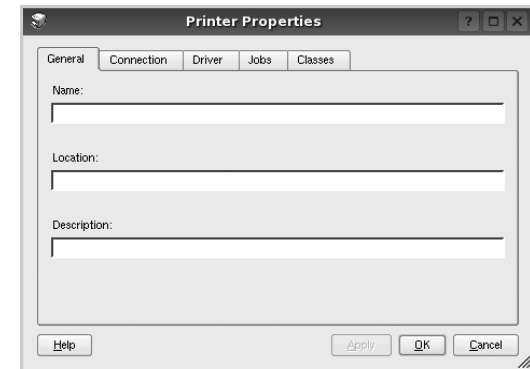 Printer Properties
General Connection Driver Jobs Classes
Name:
Location:
Description:
Help Apply OK Cancel